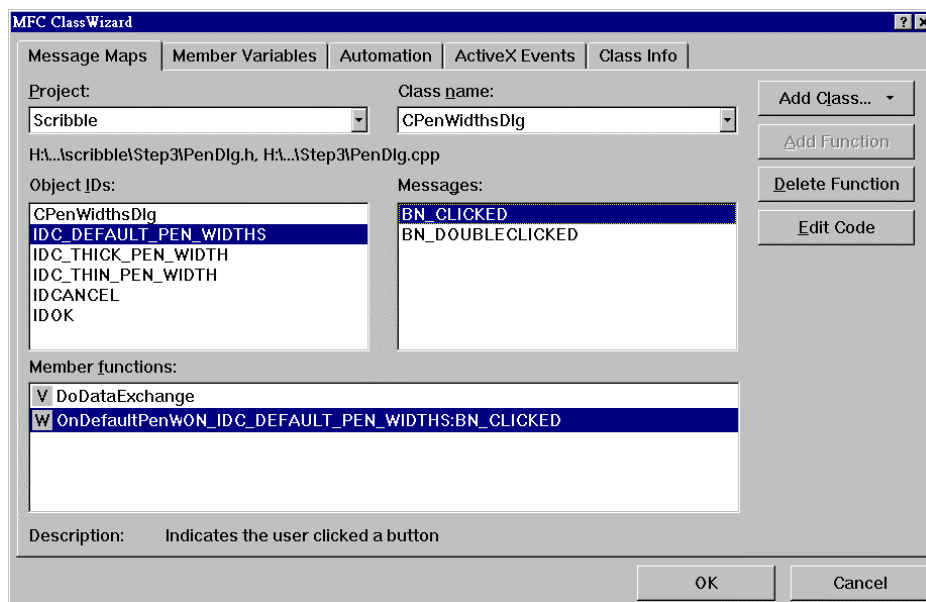 MFC ClassWizard
Message Maps Member Variables Automation ActiveX Events Class Info
Project:
Scribble
Class name:
CPenWidthsDlg
Add Class...
Add Function
Delete Function
Edit Code
H:\...\scribble\Step3\PenDlg.h, H:\...\Step3\PenDlg.cpp
Object IDs:
CPenWidthsDlg
IDC_DEFAULT_PEN_WIDTHS
IDC_THICK_PEN_WIDTH
IDC_THIN_PEN_WIDTH
IDCANCEL
IDOK
Messages:
BN_CLICKED
BN_DOUBLECLICKED
Member functions:
V DoDataExchange
W OnDefaultPenWON_IDC_DEFAULT_PEN_WIDTHS:BN_CLICKED
Description: Indicates the user clicked a button
OK Cancel